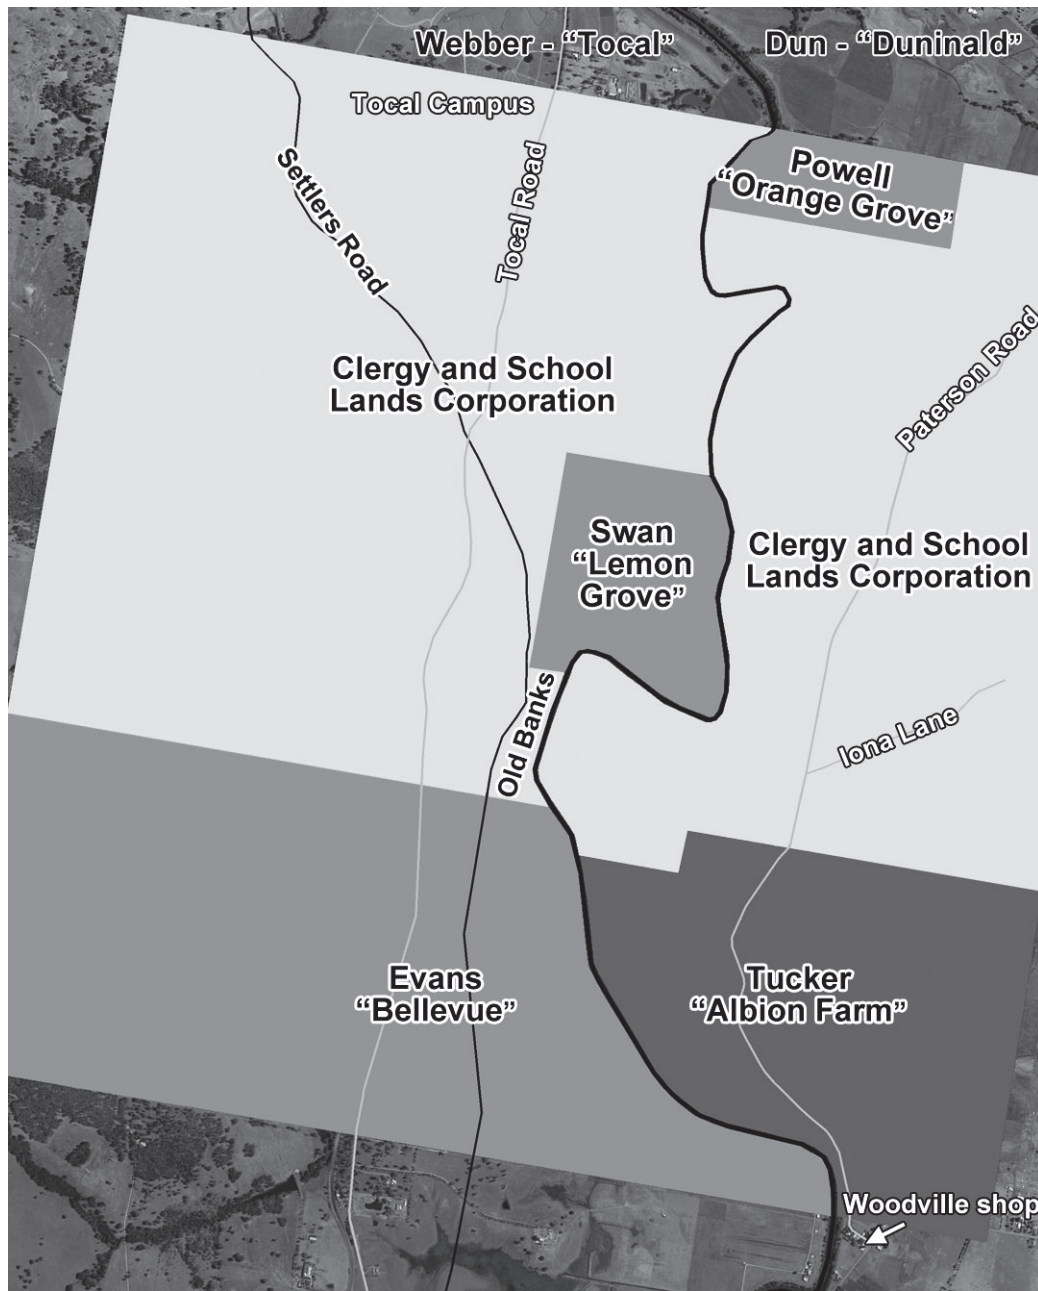 Webber - “Tocal”
Dun - “Duninald”
Tocal Campus
Powell
“Orange Grove”
Settlers Road
Tocal Road
Paterson Road
Clergy and School
Lands Corporation
Swan
“Lemon
Grove”
Clergy and School
Lands Corporation
Old Banks
Iona Lane
Evans
“Bellevue”
Tucker
“Albion Farm”
Woodville shop